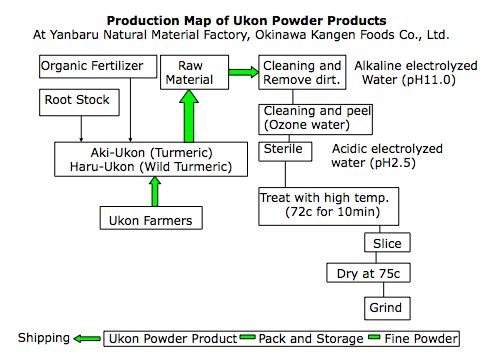 Production Map of Ukon Powder Products
At Yanbaru Natural Material Factory, Okinawa Kangen Foods Co., Ltd.
Organic Fertilizer
Root Stock
Aki-Ukon (Turmeric)
Haru-Ukon (Wild Turmeric)
Ukon Farmers
Raw
Material
Cleaning and
Remove dirt.
Alkaline electrolyzed
Water (pH11.0)
Cleaning and peel
(Ozone water)
Sterile
Acidic electrolyzed
water (pH2.5)
Treat with high temp.
(72c for 10min)
Slice
Dry at 75c
Grind
Fine Powder
Pack and Storage
Ukon Powder Product
Shipping